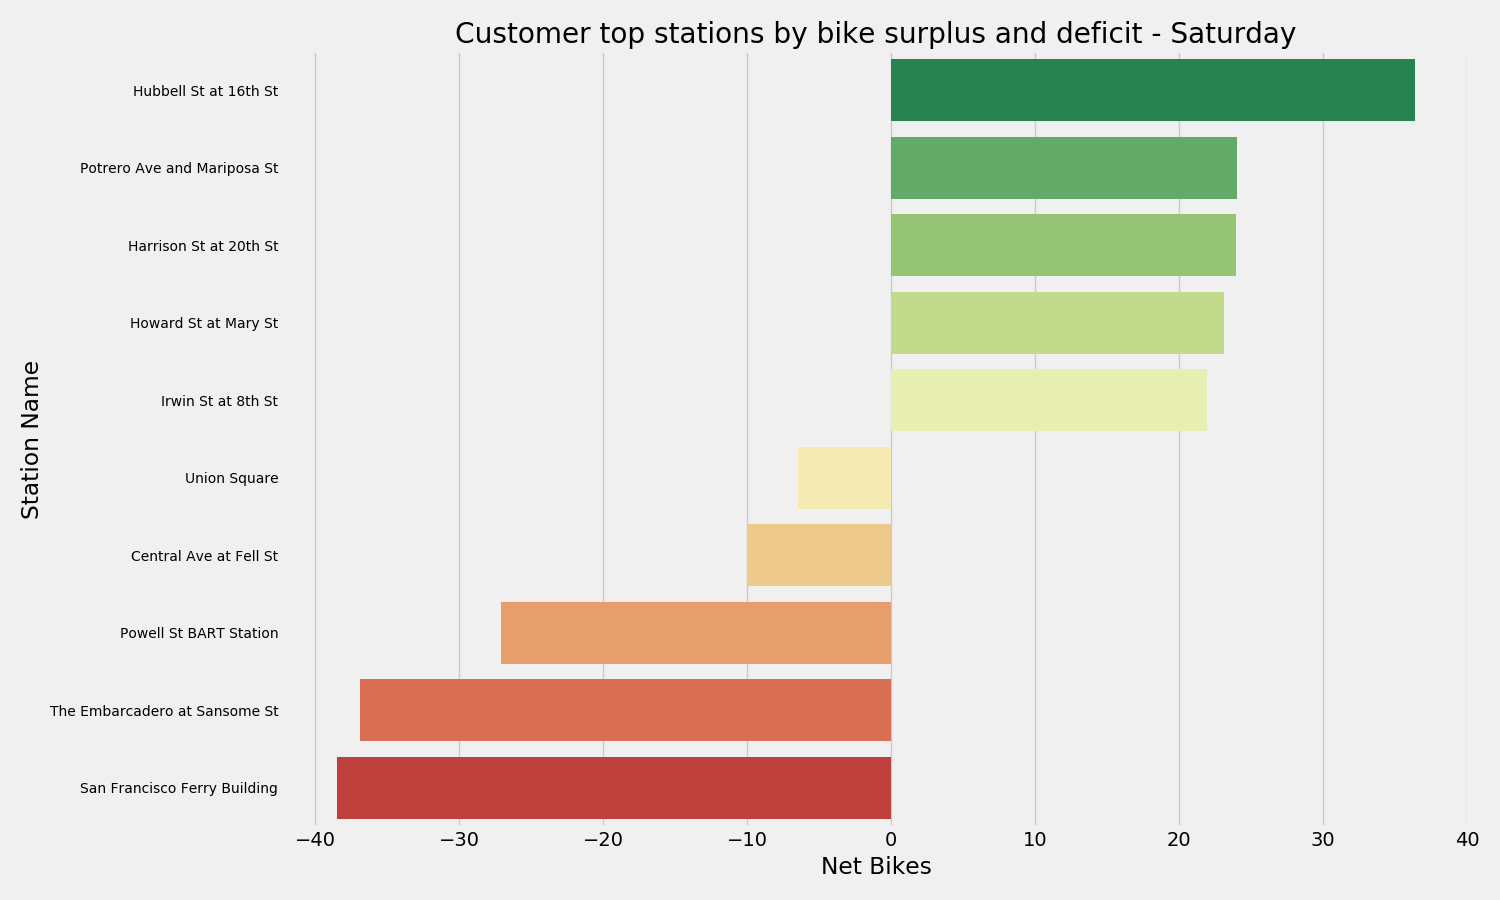 Customer top stations by bike surplus and deficit - Saturday
Station Name
Hubbell St at 16th St
Potrero Ave and Mariposa St
Harrison St at 20th St
Howard St at Mary St
Irwin St at 8th St
Union Square
Central Ave at Fell St
Powell St BART Station
The Embarcadero at Sansome St
San Francisco Ferry Building
−40 −30 −20 −10 0 10 20 30 40
Net Bikes